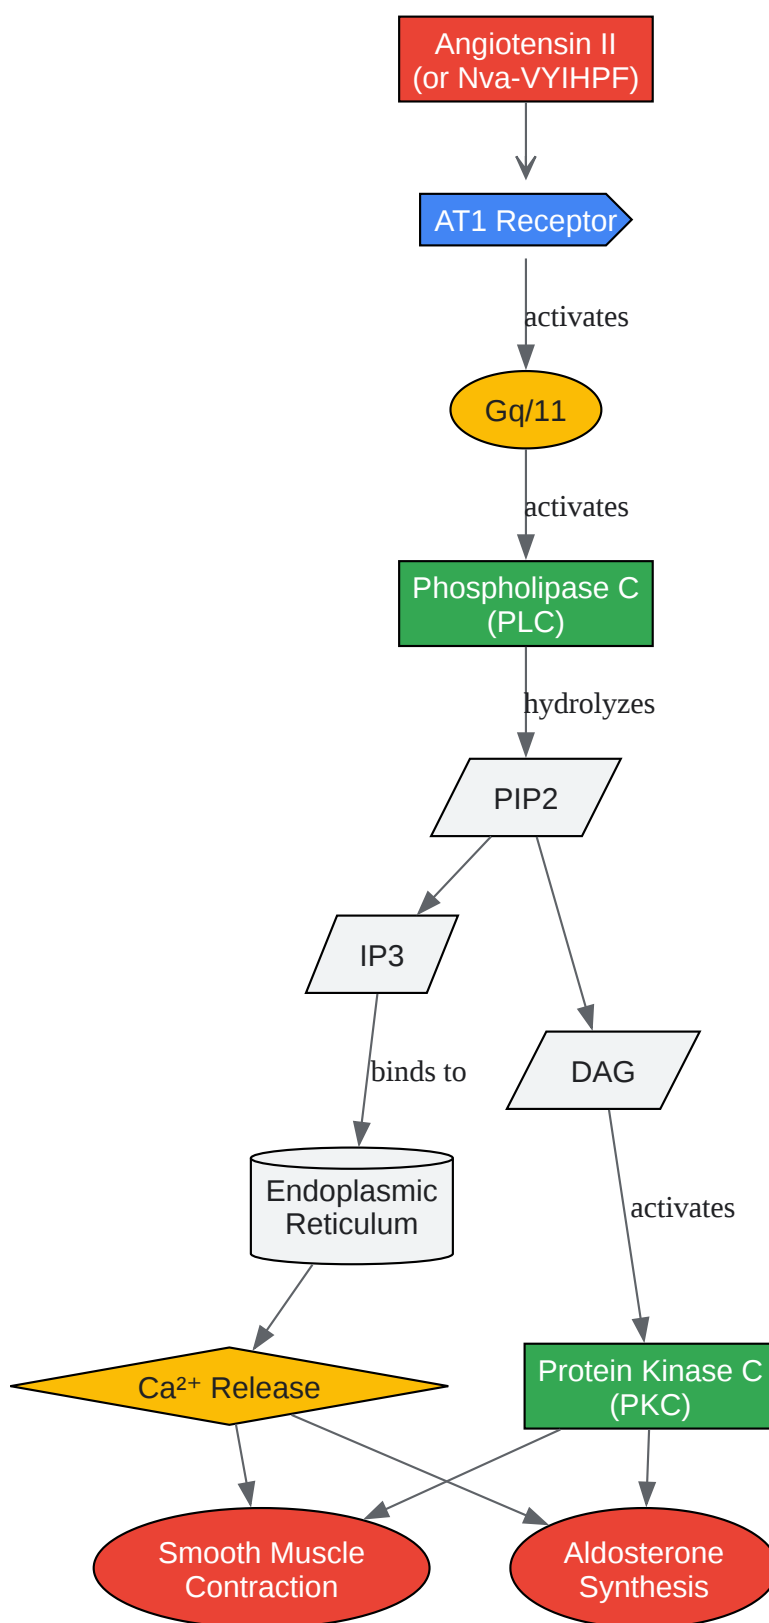 Angiotensin II
(or Nva-VYIHPF)
AT1 Receptor
activates
Gq/11
activates
Phospholipase C
(PLC)
hydrolyzes
PIP2
IP3
DAG
binds to
Endoplasmic
Reticulum
activates
Ca²⁺ Release
Protein Kinase C
(PKC)
Smooth Muscle
Contraction
Aldosterone
Synthesis